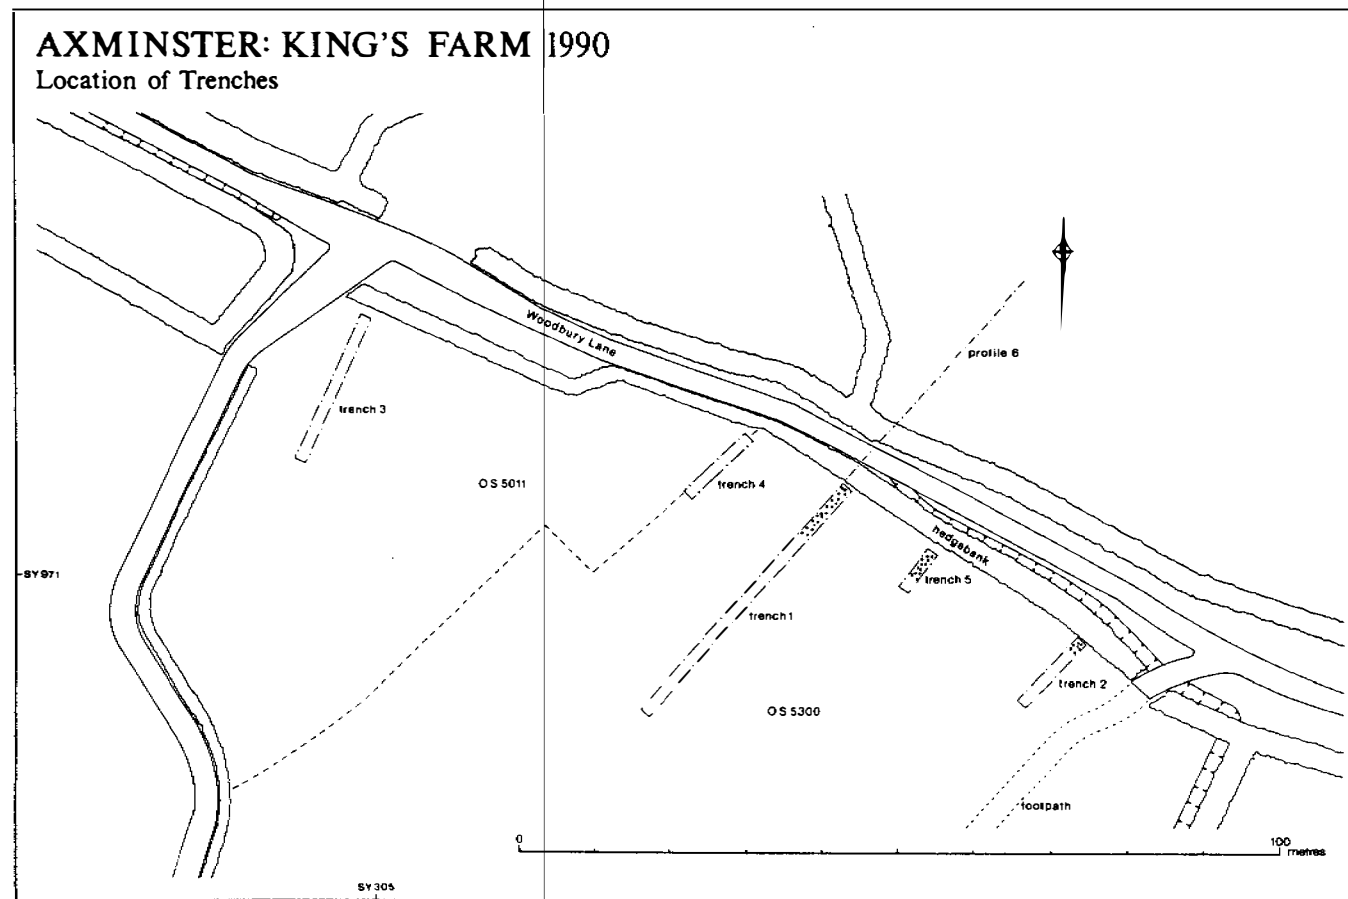 AXMINSTER: KING'S FARM 1990
Location of Trenches
Woodbury Lane
profile 6
trench 3
OS 5011
trench 4
hedgebank
SY971
trench 5
trench 1
trench 2
OS 5300
footpath
0
100
metres
SY305